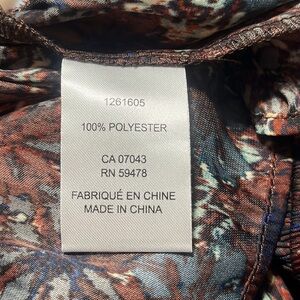 1261605
100% POLYESTER
CA 07043
RN 59478
FABRIQUÉ EN CHINE
MADE IN CHINA